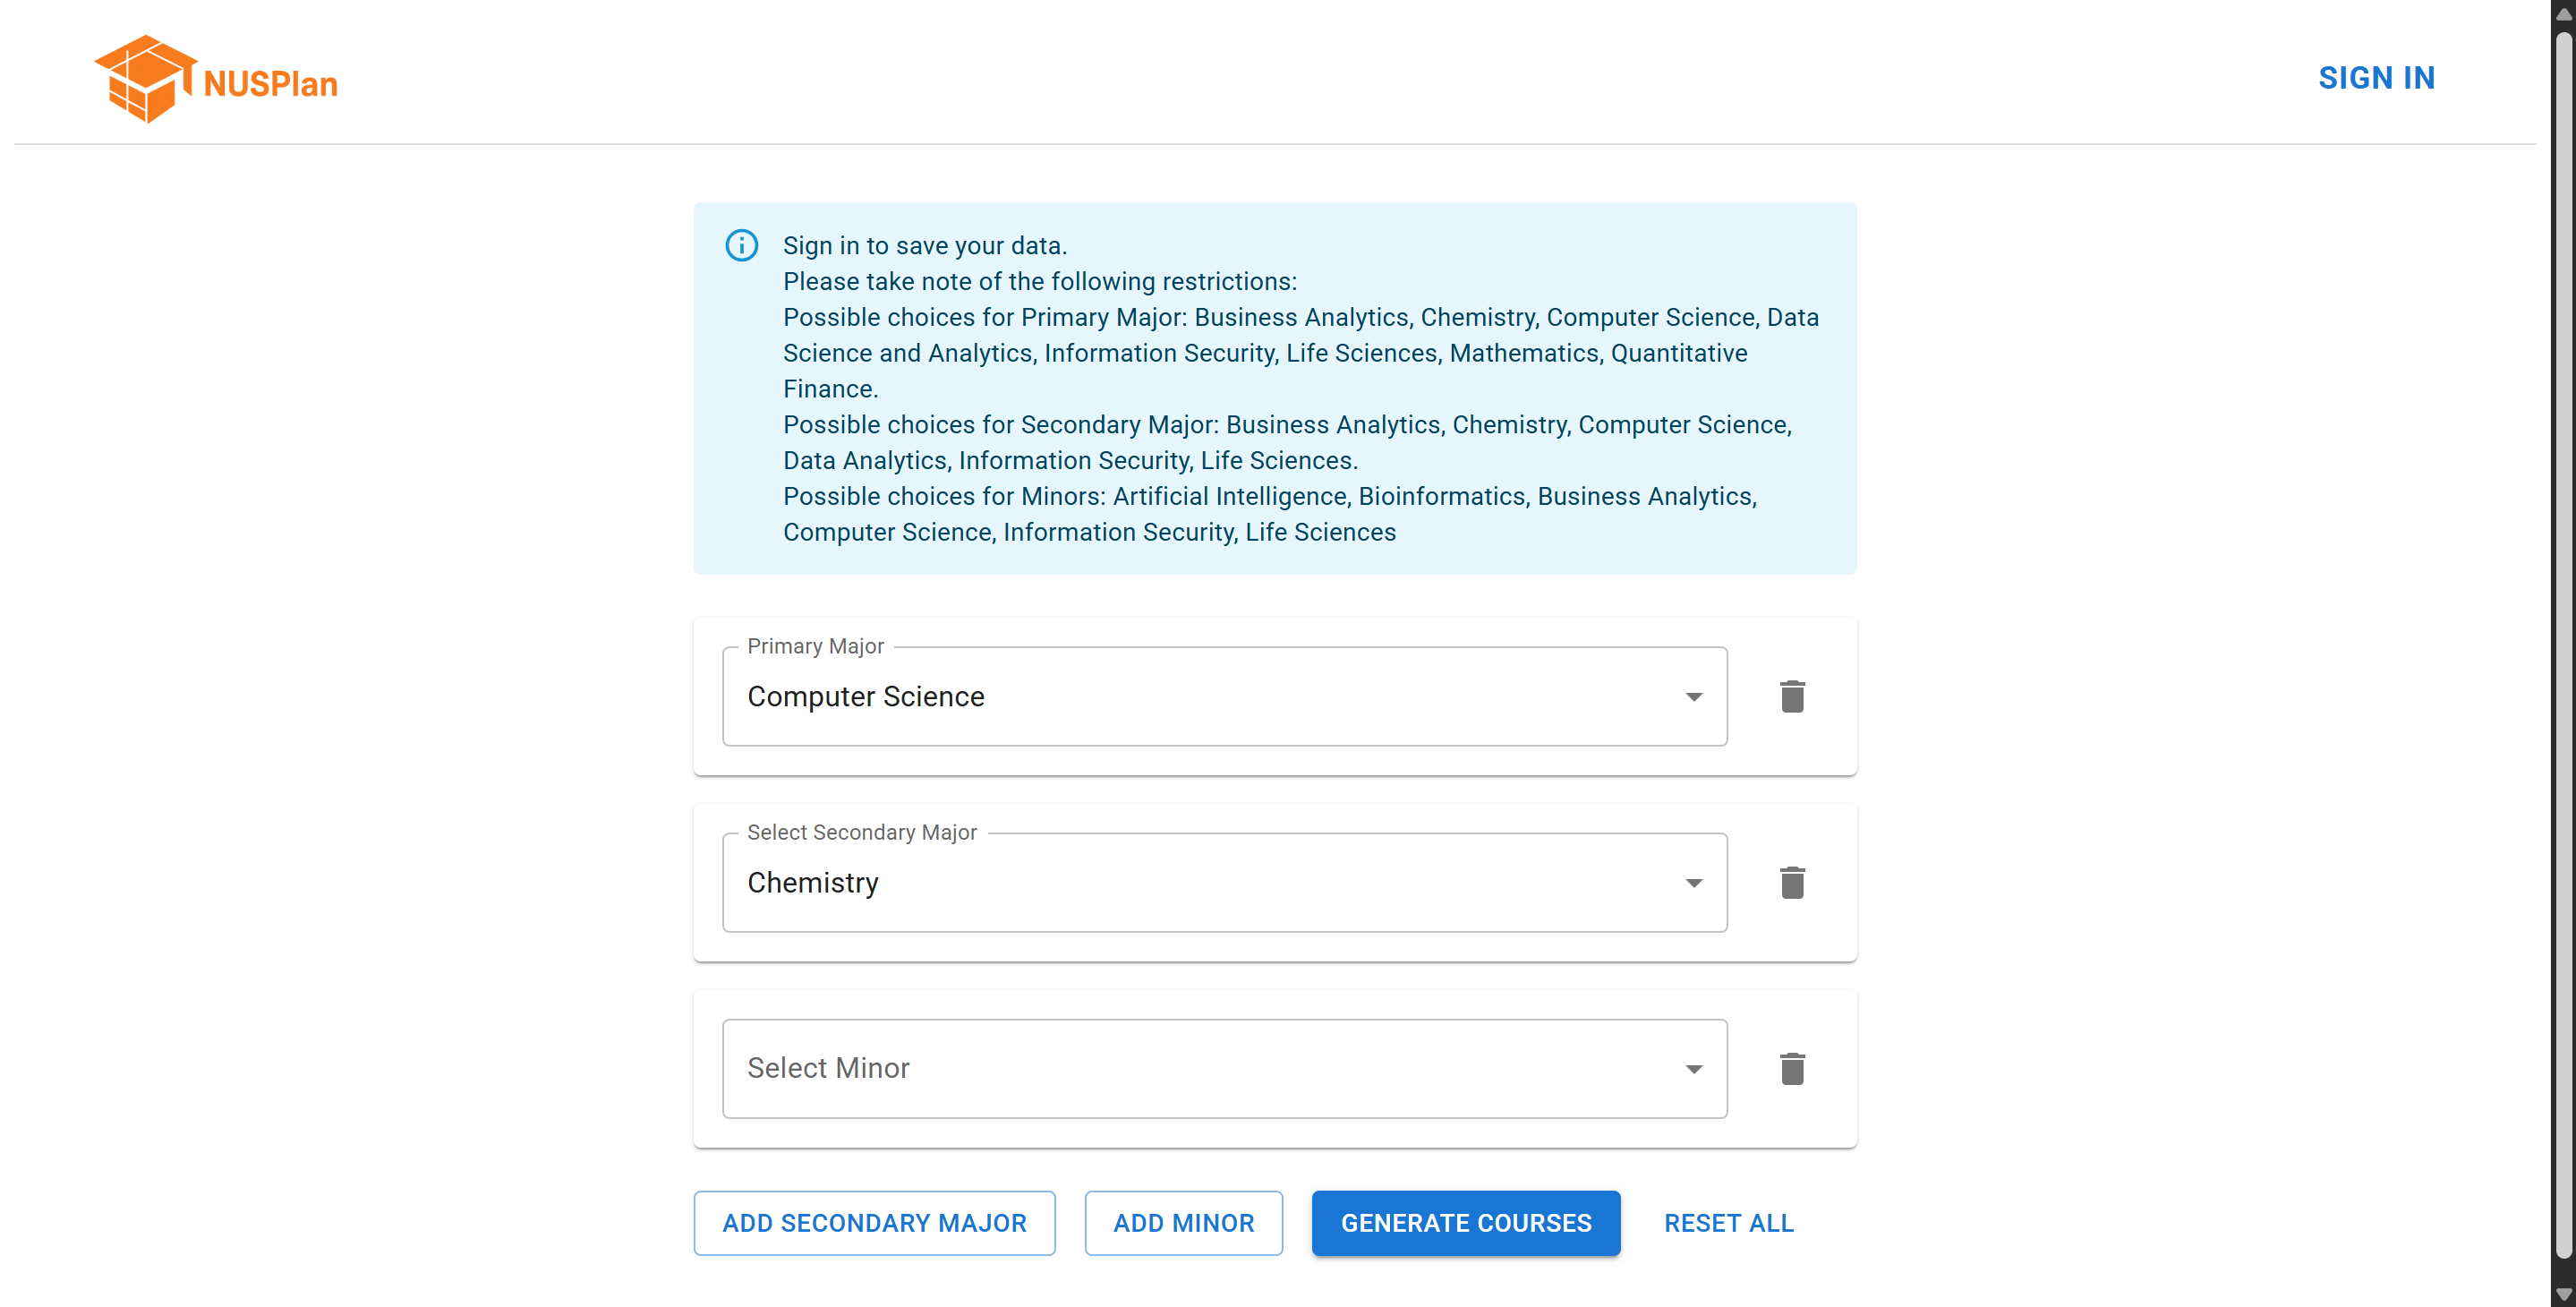 NUSPlan
SIGN IN
Sign in to save your data.
Please take note of the following restrictions:
Possible choices for Primary Major: Business Analytics, Chemistry, Computer Science, Data
Science and Analytics, Information Security, Life Sciences, Mathematics, Quantitative
Finance.
Possible choices for Secondary Major: Business Analytics, Chemistry, Computer Science,
Data Analytics, Information Security, Life Sciences.
Possible choices for Minors: Artificial Intelligence, Bioinformatics, Business Analytics,
Computer Science, Information Security, Life Sciences
Primary Major
Computer Science
Select Secondary Major
Chemistry
Select Minor
ADD SECONDARY MAJOR
ADD MINOR
GENERATE COURSES
RESET ALL